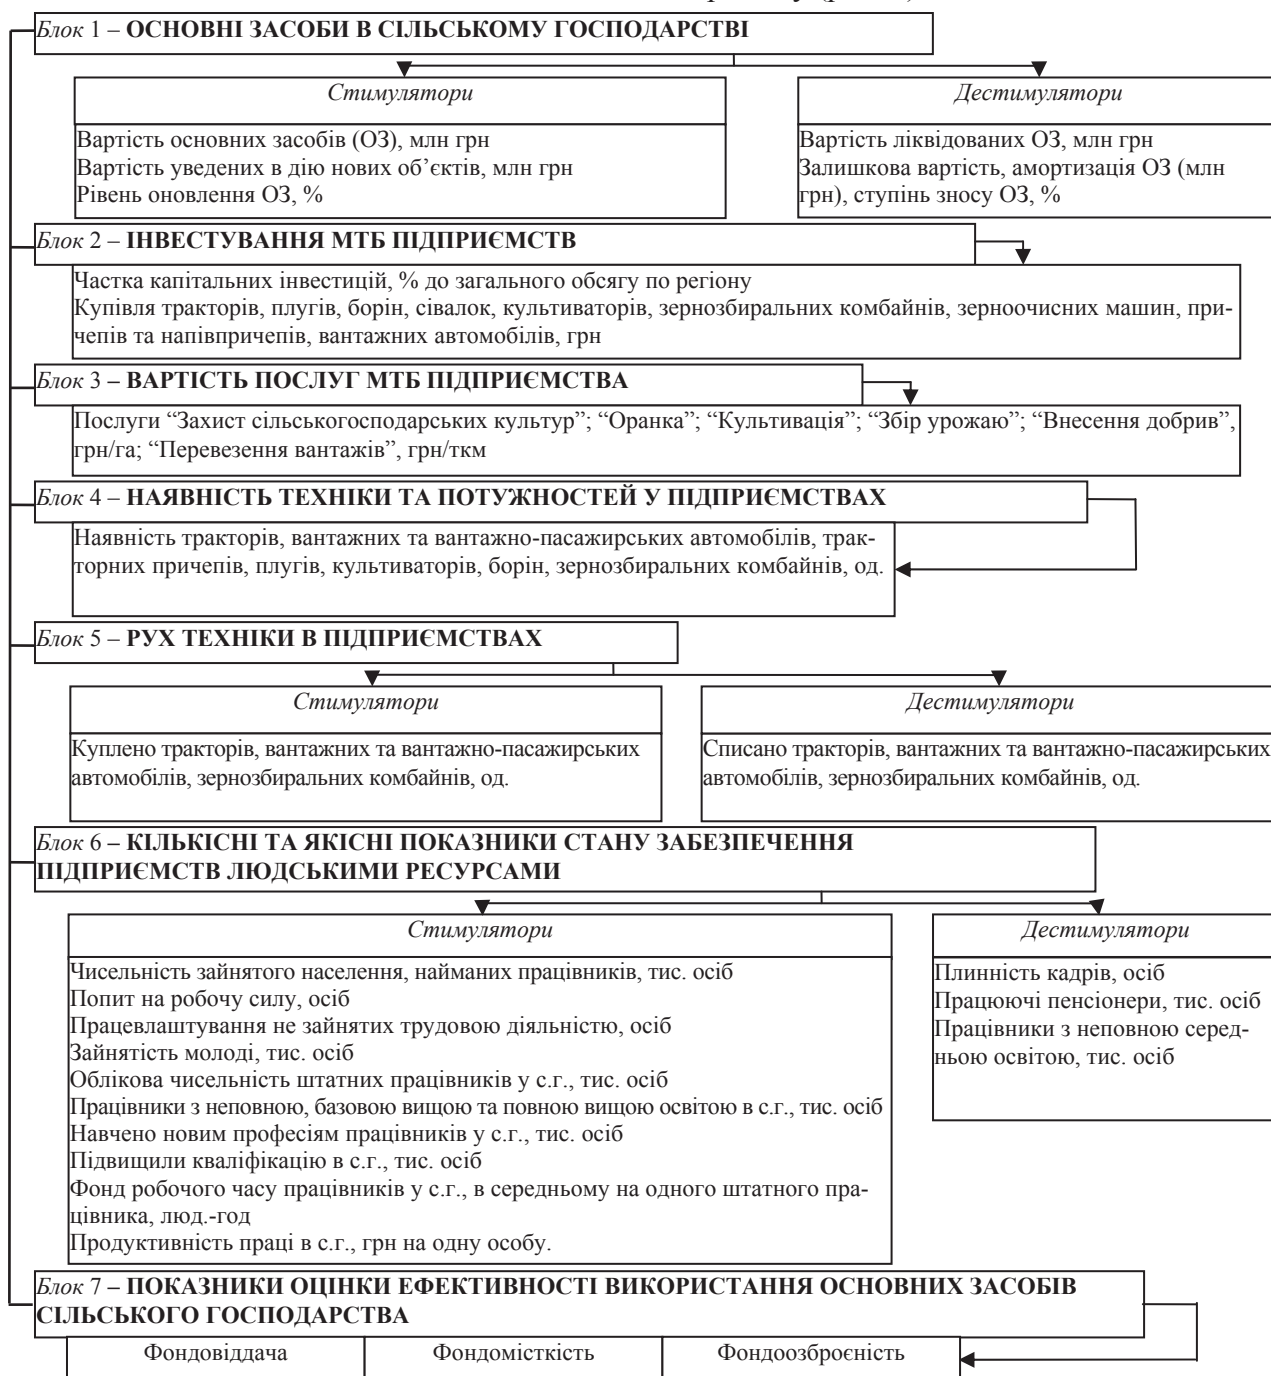 Блок 1 – ОСНОВНІ ЗАСОБИ В СІЛЬСЬКОМУ ГОСПОДАРСТВІ
Стимулятори
Вартість основних засобів (ОЗ), млн грн
Вартість уведених в дію нових об’єктів, млн грн
Рівень оновлення ОЗ, %
Дестимулятори
Вартість ліквідованих ОЗ, млн грн
Залишкова вартість, амортизація ОЗ (млн
грн), ступінь зносу ОЗ, %
Блок 2 – ІНВЕСТУВАННЯ МТБ ПІДПРИЄМСТВ
Частка капітальних інвестицій, % до загального обсягу по регіону
Купівля тракторів, плугів, борін, сівалок, культиваторів, зернозбиральних комбайнів, зерноочисних машин, при-
чепів та напівпричепів, вантажних автомобілів, грн
Блок 3 – ВАРТІСТЬ ПОСЛУГ МТБ ПІДПРИЄМСТВА
Послуги “Захист сільськогосподарських культур”; “Оранка”; “Культивація”; “Збір урожаю”; “Внесення добрив”,
грн/га; “Перевезення вантажів”, грн/ткм
Блок 4 – НАЯВНІСТЬ ТЕХНІКИ ТА ПОТУЖНОСТЕЙ У ПІДПРИЄМСТВАХ
Наявність тракторів, вантажних та вантажно-пасажирських автомобілів, трак-
торних причепів, плугів, культиваторів, борін, зернозбиральних комбайнів, од.
Блок 5 – РУХ ТЕХНІКИ В ПІДПРИЄМСТВАХ
Стимулятори
Куплено тракторів, вантажних та вантажно-пасажирських
автомобілів, зернозбиральних комбайнів, од.
Дестимулятори
Списано тракторів, вантажних та вантажно-пасажирських
автомобілів, зернозбиральних комбайнів, од.
Блок 6 – КІЛЬКІСНІ ТА ЯКІСНІ ПОКАЗНИКИ СТАНУ ЗАБЕЗПЕЧЕННЯ
ПІДПРИЄМСТВ ЛЮДСЬКИМИ РЕСУРСАМИ
Стимулятори
Чисельність зайнятого населення, найманих працівників, тис. осіб
Попит на робочу силу, осіб
Працевлаштування не зайнятих трудовою діяльністю, осіб
Зайнятість молоді, тис. осіб
Облікова чисельність штатних працівників у с.г., тис. осіб
Працівники з неповною, базовою вищою та повною вищою освітою в с.г., тис. осіб
Навчено новим професіям працівників у с.г., тис. осіб
Підвищили кваліфікацію в с.г., тис. осіб
Фонд робочого часу працівників у с.г., в середньому на одного штатного пра-
цівника, люд.-год
Продуктивність праці в с.г., грн на одну особу.
Дестимулятори
Плинність кадрів, осіб
Працюючі пенсіонери, тис. осіб
Працівники з неповною серед-
ньою освітою, тис. осіб
Блок 7 – ПОКАЗНИКИ ОЦІНКИ ЕФЕКТИВНОСТІ ВИКОРИСТАННЯ ОСНОВНИХ ЗАСОБІВ
СІЛЬСЬКОГО ГОСПОДАРСТВА
Фондовіддача
Фондомісткість
Фондоозброєність